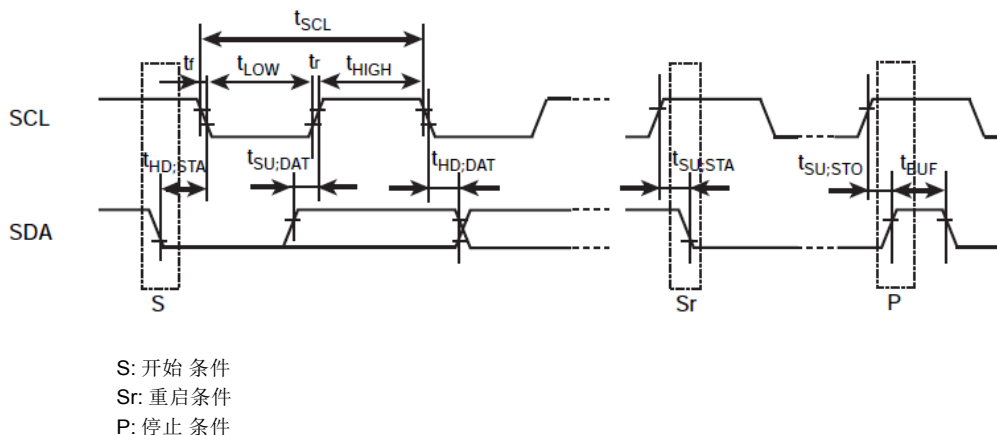 tSCL
tf tLOW tr tHIGH
SCL
tHD;STA tSU;DAT tHD;DAT tSU;STA tSU;STO tBUF
SDA
S Sr P
S: 开始 条件
Sr: 重启条件
P: 停止 条件